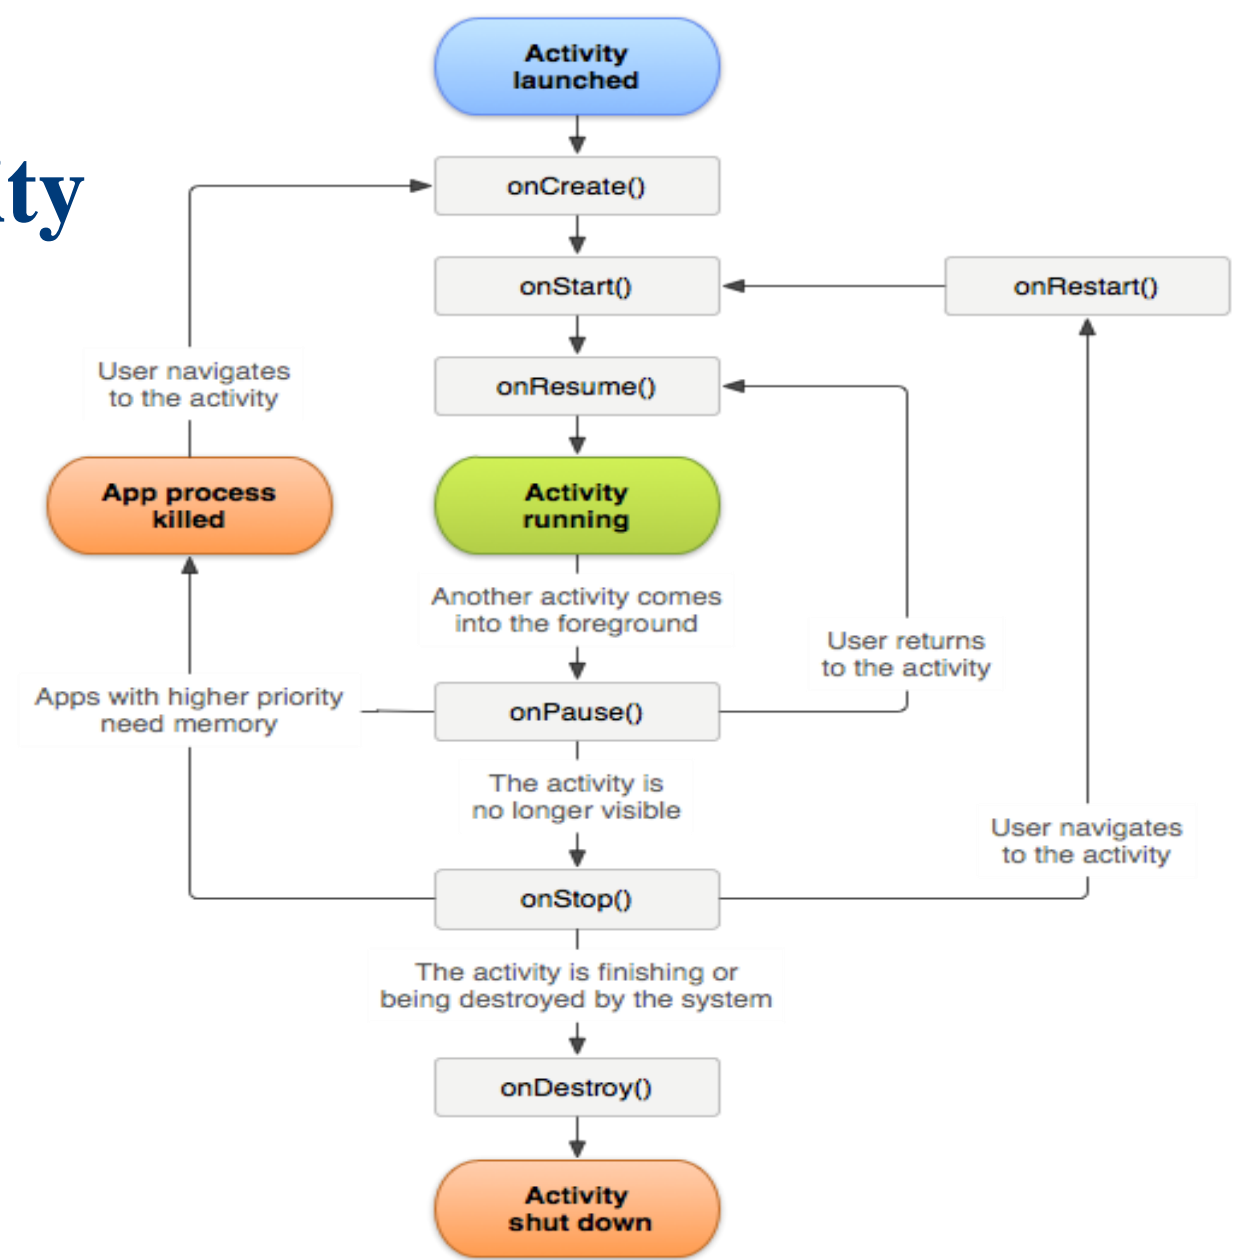 Activity
launched
ity
onCreate()
onStart()
onRestart()
User navigates
to the activity
onResume()
App process
killed
Activity
running
Another activity comes
into the foreground
User returns
to the activity
Apps with higher priority
need memory
onPause()
The activity is
no longer visible
User navigates
to the activity
onStop()
The activity is finishing or
being destroyed by the system
onDestroy()
Activity
shut down